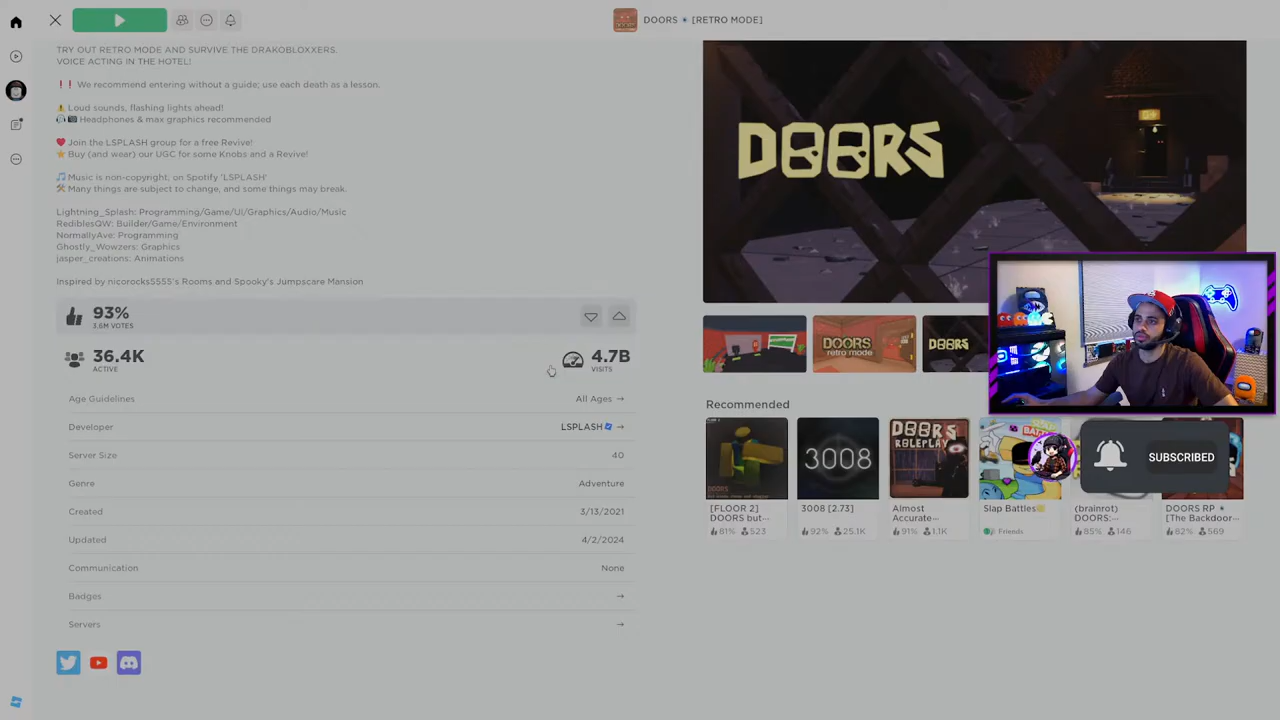 DOORS ☀ [RETRO MODE]
TRY OUT RETRO MODE AND SURVIVE THE DRAKOBLOXXERS.
VOICE ACTING IN THE HOTEL!
❗❗ We recommend entering without a guide; use each death as a lesson.
⚠ Loud sounds, flashing lights ahead!
🎧📷 Headphones & max graphics recommended
❤ Join the LSPLASH group for a free Revive!
⭐ Buy (and wear) our UGC for some Knobs and a Revive!
🎵 Music is non-copyright, on Spotify 'LSPLASH'
🛠 Many things are subject to change, and some things may break.
Lightning_Splash: Programming/Game/UI/Graphics/Audio/Music
RediblesQW: Builder/Game/Environment
NormallyAve: Programming
Ghostly_Wowzers: Graphics
jasper_creations: Animations
Inspired by nicorocks5555's Rooms and Spooky's Jumpscare Mansion
93%
3.6M VOTES
36.4K
ACTIVE
4.7B
VISITS
Age Guidelines All Ages →
Developer LSPLASH →
Server Size 40
Genre Adventure
Created 3/13/2021
Updated 4/2/2024
Communication None
Badges →
Servers →
DOORS
DOORS
retro mode
DOORS
Recommended
DOORS
3008
DOORS
ROLEPLAY
SLAP
BATTLES
SUBSCRIBED
[FLOOR 2]
DOORS but...
81% 523
3008 [2.73]
92% 25.1K
Almost
Accurate...
91% 1.1K
Slap Battles👏
Friends
(brainrot)
DOORS:...
85% 146
DOORS RP ☀
[The Backdoor...
82% 569